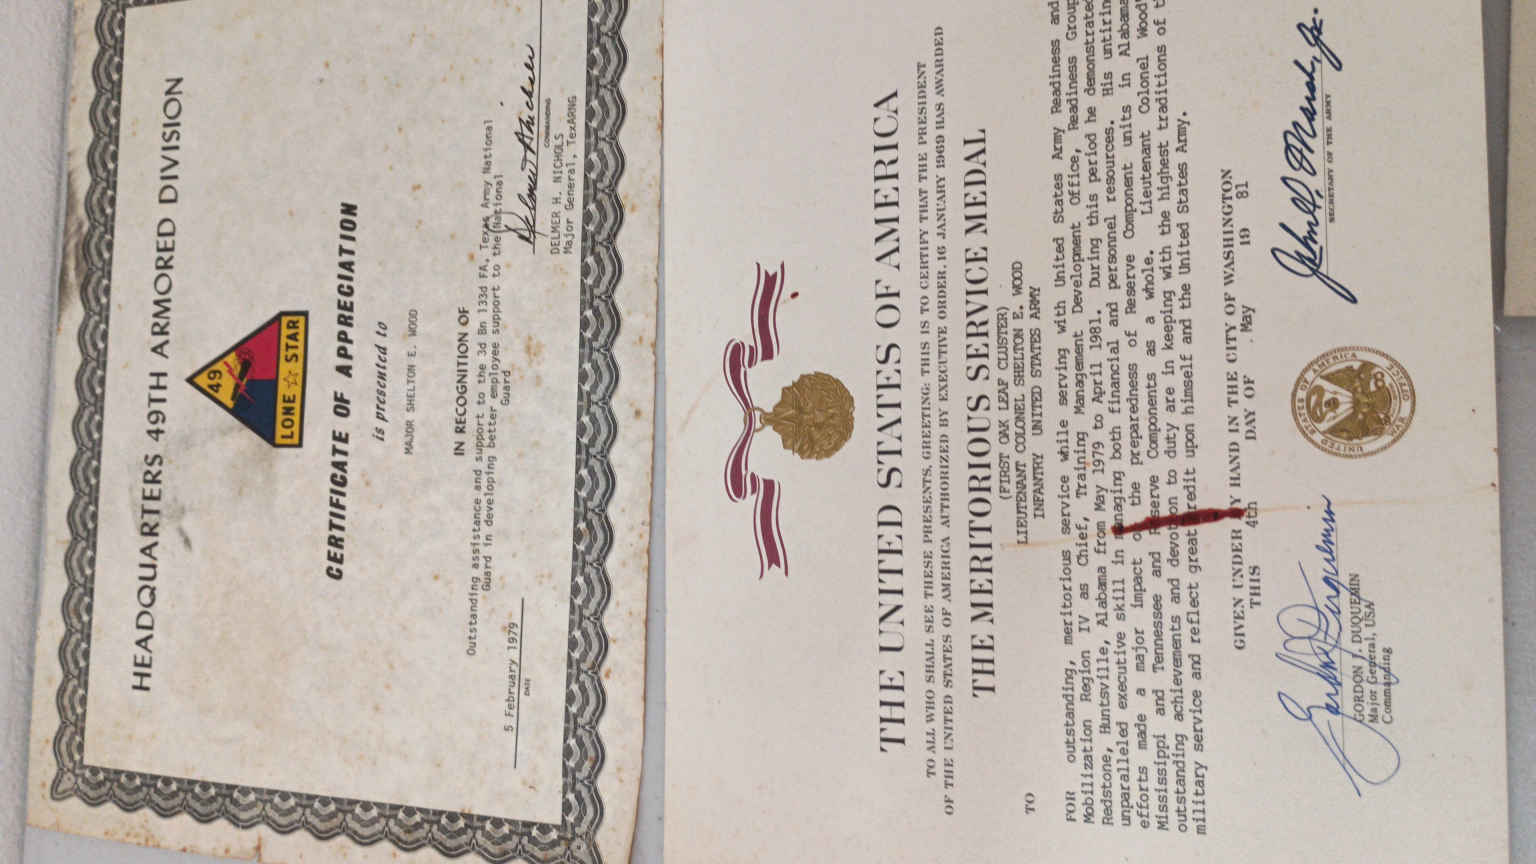 HEADQUARTERS 49TH ARMORED DIVISION
49
LONE STAR
CERTIFICATE OF APPRECIATION
is presented to
MAJOR SHELTON E. WOOD
IN RECOGNITION OF
Outstanding assistance and support to the 3d Bn 133d FA, Texas Army National
Guard in developing better employee support to the National
Guard
5 February 1979
DATE
COMMANDING
DELMER H. NICHOLS
Major General, TexARNG
THE UNITED STATES OF AMERICA
TO ALL WHO SHALL SEE THESE PRESENTS, GREETING: THIS IS TO CERTIFY THAT THE PRESIDENT
OF THE UNITED STATES OF AMERICA AUTHORIZED BY EXECUTIVE ORDER, 16 JANUARY 1969 HAS AWARDED
THE MERITORIOUS SERVICE MEDAL
(FIRST OAK LEAF CLUSTER)
TO LIEUTENANT COLONEL SHELTON E. WOOD
INFANTRY UNITED STATES ARMY
FOR outstanding, meritorious service while serving with United States Army Readiness and
Mobilization Region IV as Chief, Training Management Development Office, Readiness Group
Redstone, Huntsville, Alabama from May 1979 to April 1981. During this period he demonstrated
unparalleled executive skill in managing both financial and personnel resources. His untiring
efforts made a major impact on the preparedness of Reserve Component units in Alabama
Mississippi and Tennessee and Reserve Components as a whole. Lieutenant Colonel Wood's
outstanding achievements and devotion to duty are in keeping with the highest traditions of
military service and reflect great credit upon himself and the United States Army.
GIVEN UNDER MY HAND IN THE CITY OF WASHINGTON
THIS 4th DAY OF May 19 81
GORDON J. DUQUEMIN
Major General, USA
Commanding
UNITED STATES OF AMERICA
WAR OFFICE
John O. Marsh, Jr.
SECRETARY OF THE ARMY